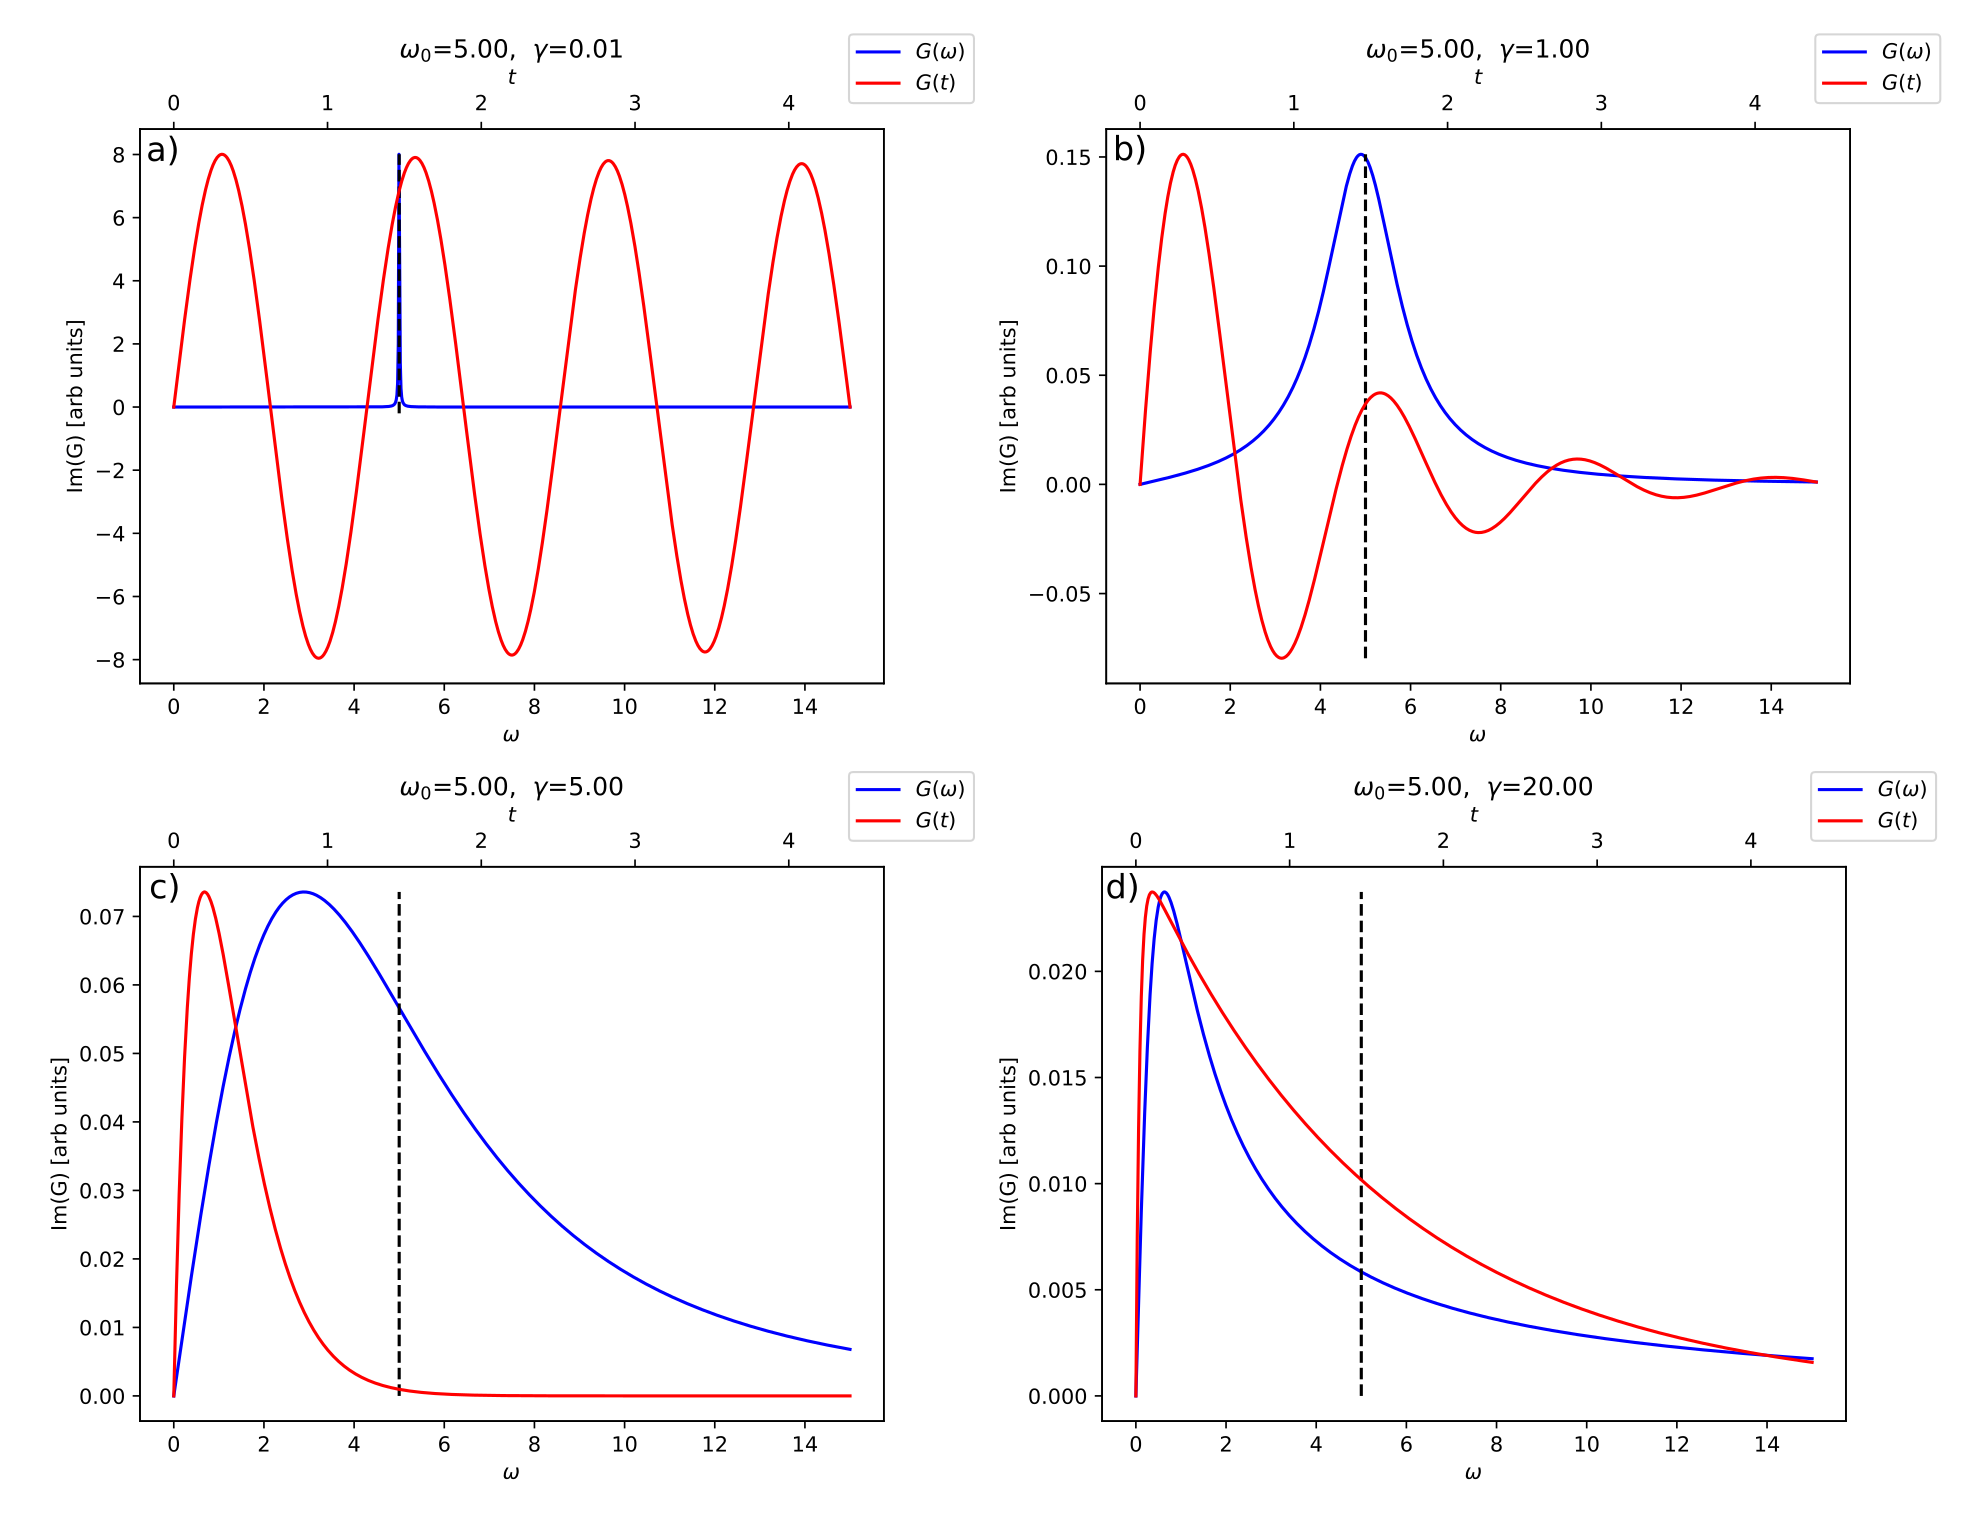 ω₀=5.00,  γ=0.01
t
0 1 2 3 4
G(ω)
G(t)
a)
8
6
4
2
0
−2
−4
−6
−8
Im(G) [arb units]
0 2 4 6 8 10 12 14
ω
ω₀=5.00,  γ=1.00
t
0 1 2 3 4
G(ω)
G(t)
b)
0.15
0.10
0.05
0.00
−0.05
Im(G) [arb units]
0 2 4 6 8 10 12 14
ω
ω₀=5.00,  γ=5.00
t
0 1 2 3 4
G(ω)
G(t)
c)
0.07
0.06
0.05
0.04
0.03
0.02
0.01
0.00
Im(G) [arb units]
0 2 4 6 8 10 12 14
ω
ω₀=5.00,  γ=20.00
t
0 1 2 3 4
G(ω)
G(t)
d)
0.020
0.015
0.010
0.005
0.000
Im(G) [arb units]
0 2 4 6 8 10 12 14
ω